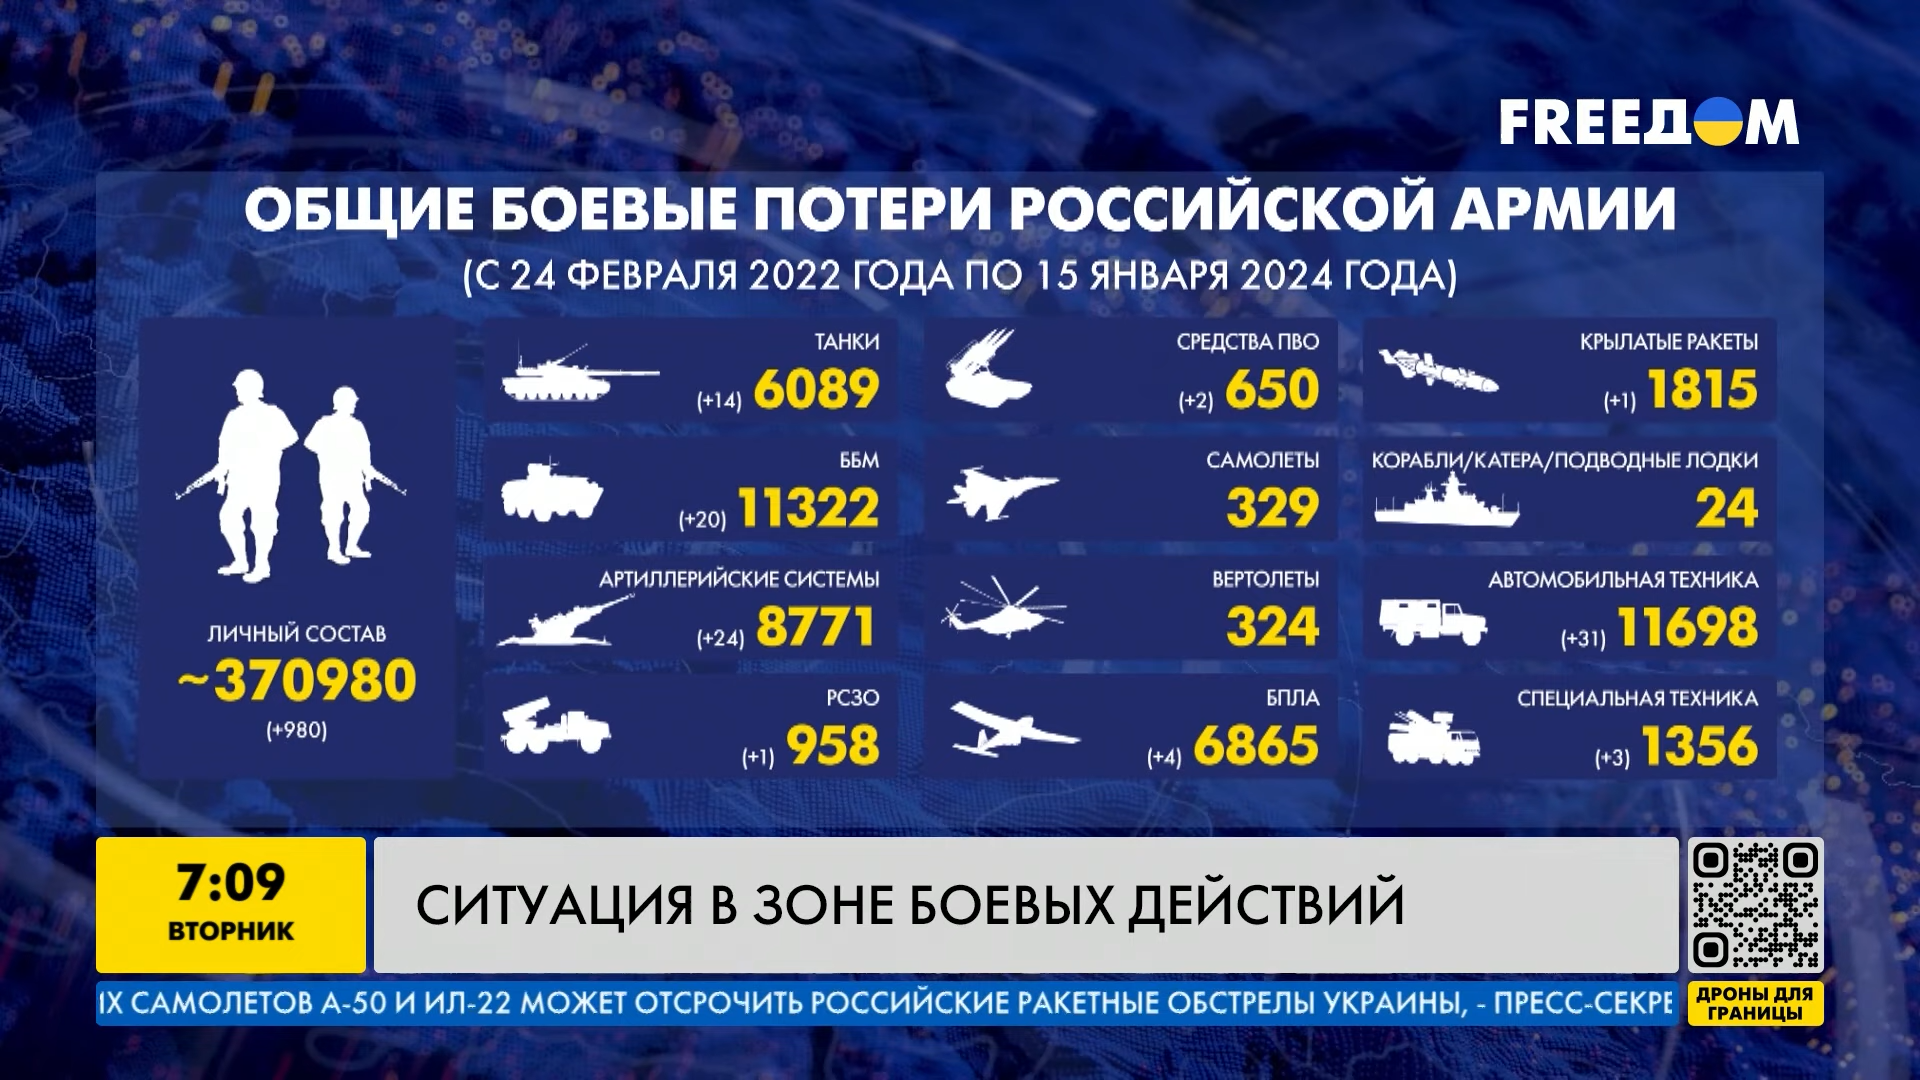 FREEДOM
ОБЩИЕ БОЕВЫЕ ПОТЕРИ РОССИЙСКОЙ АРМИИ
(С 24 ФЕВРАЛЯ 2022 ГОДА ПО 15 ЯНВАРЯ 2024 ГОДА)
ЛИЧНЫЙ СОСТАВ
~370980
(+980)
ТАНКИ
(+14) 6089
ББМ
(+20) 11322
АРТИЛЛЕРИЙСКИЕ СИСТЕМЫ
(+24) 8771
РСЗО
(+1) 958
СРЕДСТВА ПВО
(+2) 650
САМОЛЕТЫ
329
ВЕРТОЛЕТЫ
324
БПЛА
(+4) 6865
КРЫЛАТЫЕ РАКЕТЫ
(+1) 1815
КОРАБЛИ/КАТЕРА/ПОДВОДНЫЕ ЛОДКИ
24
АВТОМОБИЛЬНАЯ ТЕХНИКА
(+31) 11698
СПЕЦИАЛЬНАЯ ТЕХНИКА
(+3) 1356
7:09
ВТОРНИК
СИТУАЦИЯ В ЗОНЕ БОЕВЫХ ДЕЙСТВИЙ
ЫХ САМОЛЕТОВ А-50 И ИЛ-22 МОЖЕТ ОТСРОЧИТЬ РОССИЙСКИЕ РАКЕТНЫЕ ОБСТРЕЛЫ УКРАИНЫ, - ПРЕСС-СЕКРЕ
ДРОНЫ ДЛЯ
ГРАНИЦЫ